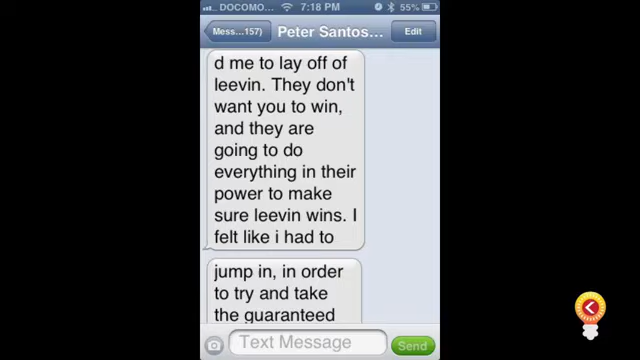 DOCOMO... 7:18 PM 55%
Mess...157) Peter Santos... Edit
d me to lay off of
leevin. They don't
want you to win,
and they are
going to do
everything in their
power to make
sure leevin wins. I
felt like i had to
jump in, in order
to try and take
the guaranteed
Text Message Send